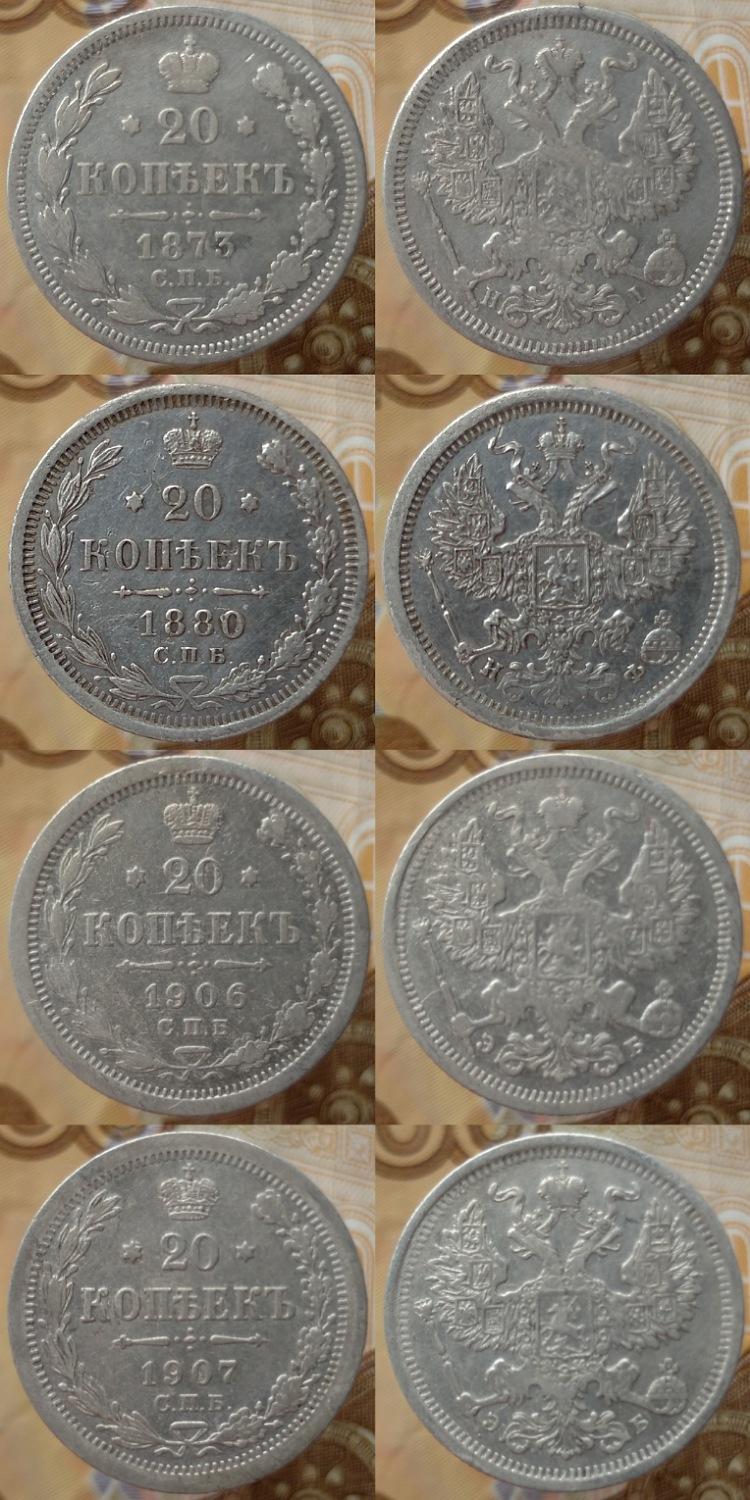 20
КОПѢЕКЪ
1873
С.П.Б.
Н I
20
КОПѢЕКЪ
1880
С.П.Б
Н Ф
20
КОПѢЕКЪ
1906
С.П.Б
Э Б
20
КОПѢЕКЪ
1907
С.П.Б.
Э Б